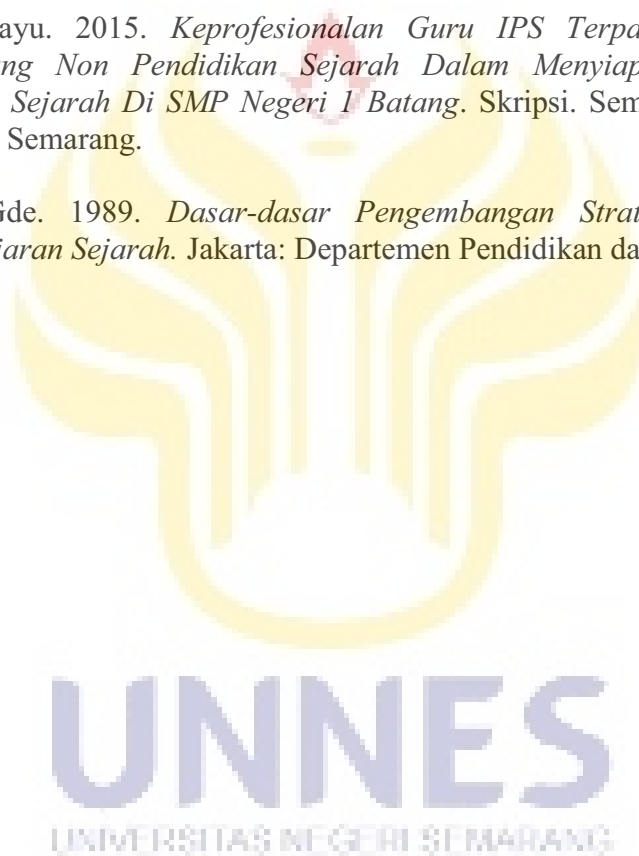 ayu. 2015. Keprofesionalan Guru IPS Terpa
ng Non Pendidikan Sejarah Dalam Menyiap
Sejarah Di SMP Negeri 1 Batang. Skripsi. Sem
Semarang.
Gde. 1989. Dasar-dasar Pengembangan Strat
jaran Sejarah. Jakarta: Departemen Pendidikan da
UNNES
UNIVERSITAS NEGERI SEMARANG